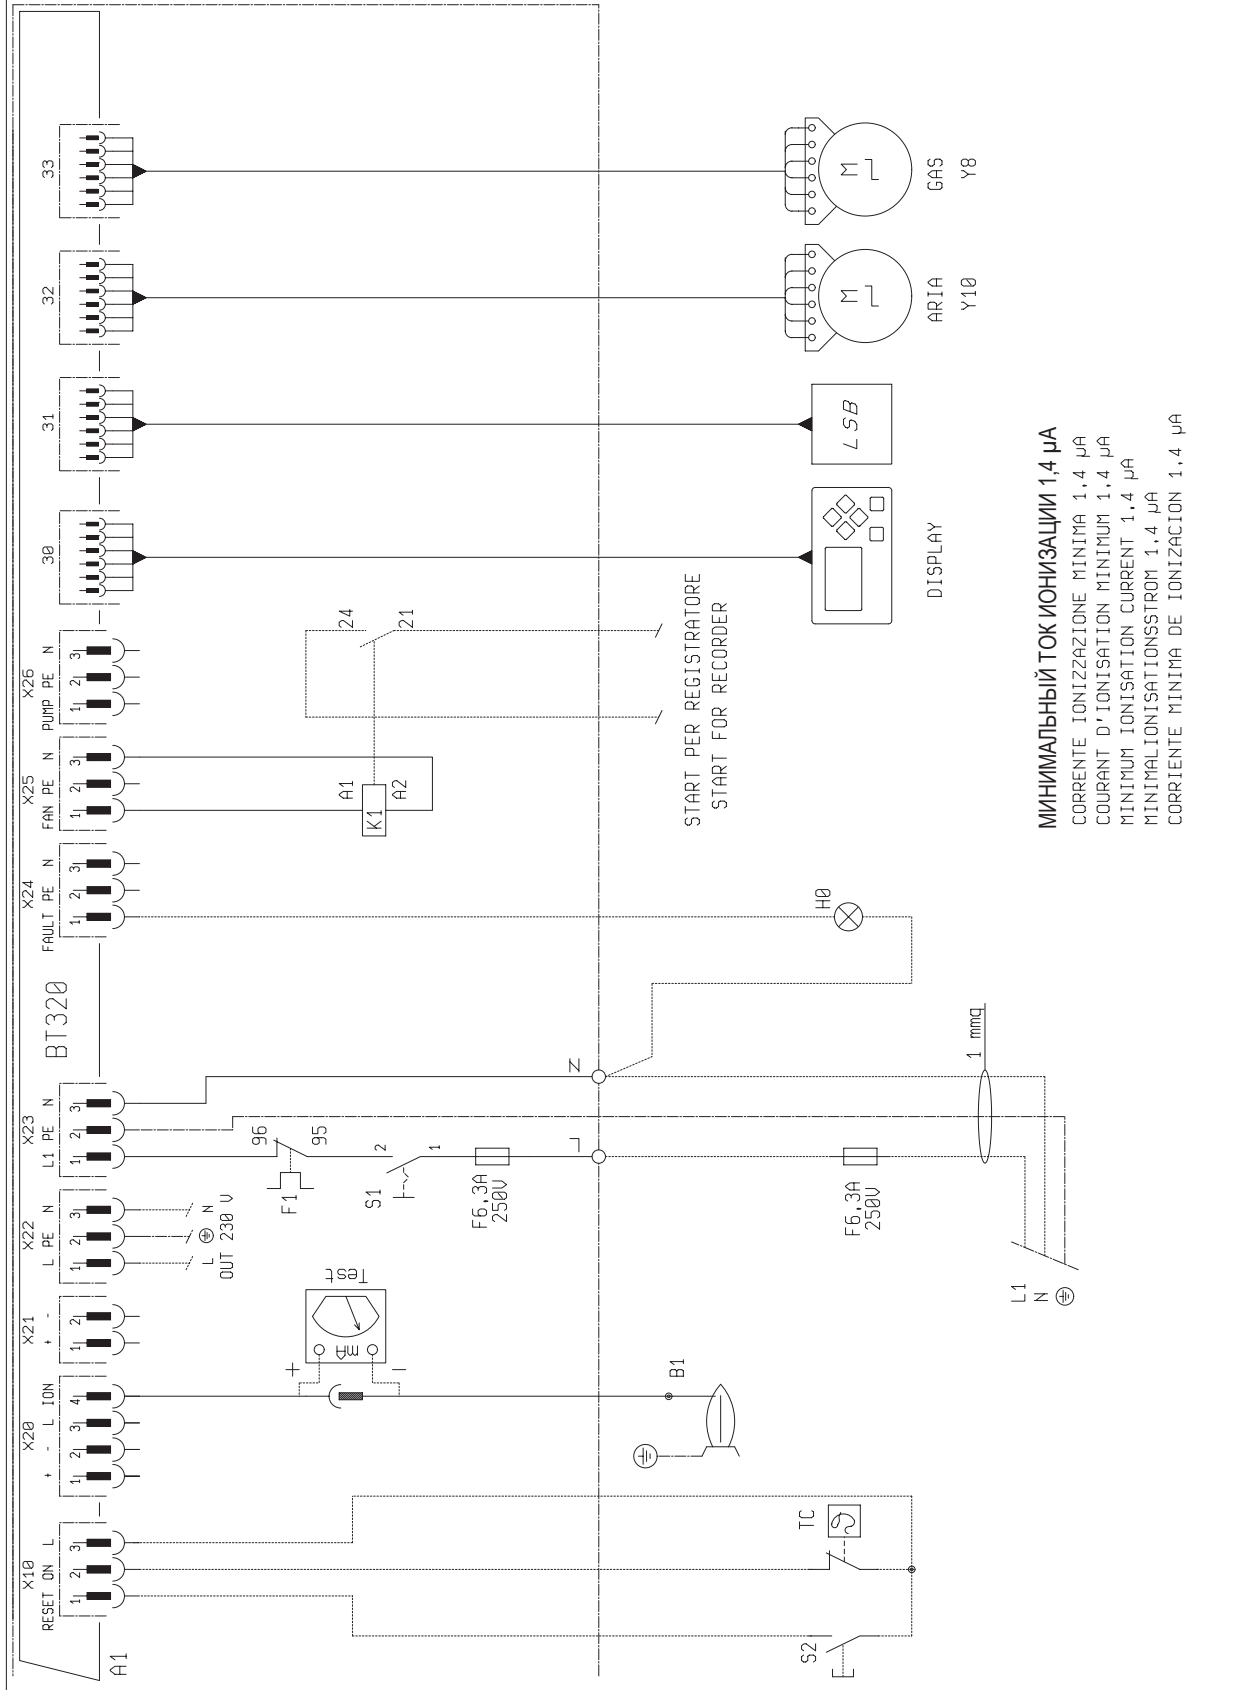 A1
BT320
X10
RESET ON L
1 2 3
X20
+ - L ION
1 2 3 4
X21
+ -
1 2
X22
L PE N
1 2 3
L N
OUT 230 V
X23
L1 PE N
1 2 3
X24
FAULT PE N
1 2 3
X25
FAN PE N
1 2 3
X26
PUMP PE N
1 2 3
30
31
32
33
Test
mA
+
-
F1
96
95
S1
2
1
F6,3A
250V
L
N
K1
A1
A2
24
21
START PER REGISTRATORE
START FOR RECORDER
B1
S2
TC
F6,3A
250V
H0
1 mmq
L1
N
DISPLAY
LSB
M
ARIA
Y10
M
GAS
Y8
МИНИМАЛЬНЫЙ ТОК ИОНИЗАЦИИ 1,4 µA
CORRENTE IONIZZAZIONE MINIMA 1,4 µA
COURANT D'IONISATION MINIMUM 1,4 µA
MINIMUM IONISATION CURRENT 1,4 µA
MINIMALIONISATIONSSTROM 1,4 µA
CORRIENTE MINIMA DE IONIZACION 1,4 µA